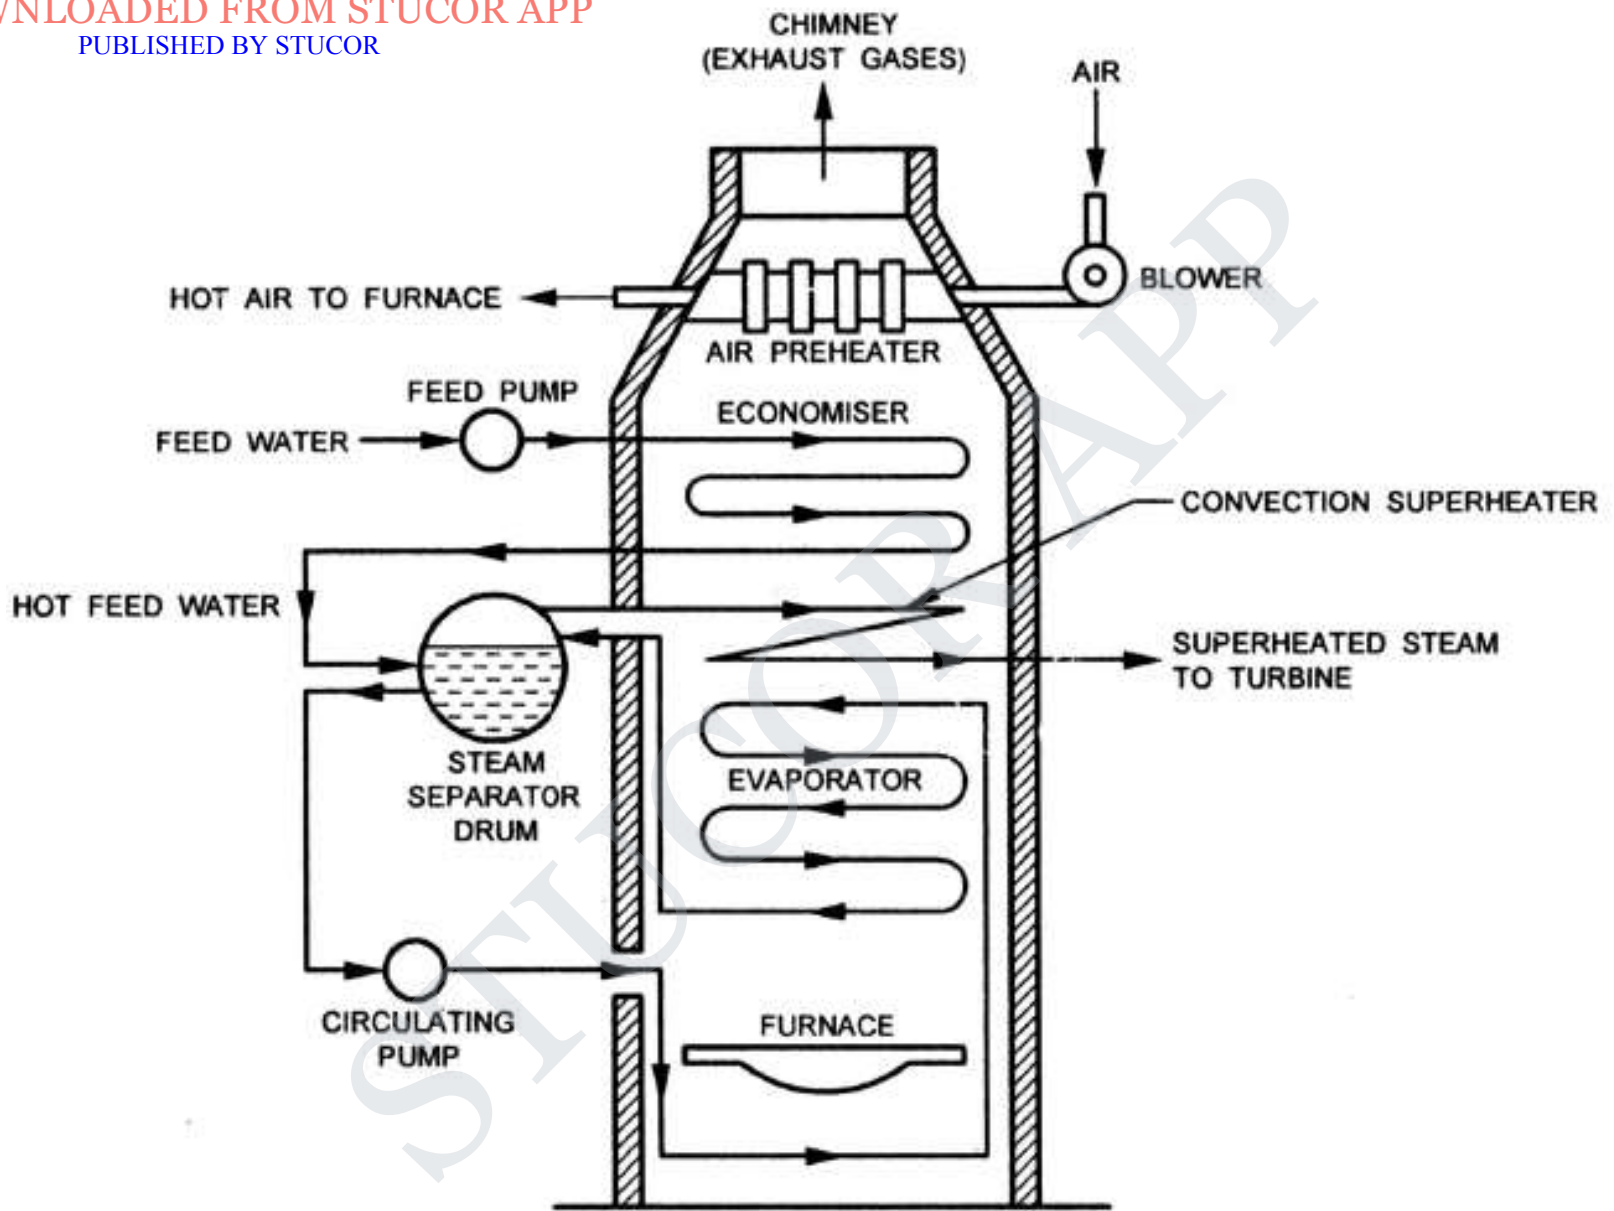 WNLOADED FROM STUCOR APP
PUBLISHED BY STUCOR
CHIMNEY
(EXHAUST GASES)
AIR
HOT AIR TO FURNACE
BLOWER
AIR PREHEATER
FEED PUMP
ECONOMISER
FEED WATER
CONVECTION SUPERHEATER
HOT FEED WATER
SUPERHEATED STEAM
TO TURBINE
STEAM
SEPARATOR
DRUM
EVAPORATOR
CIRCULATING
PUMP
FURNACE
STUCOR APP